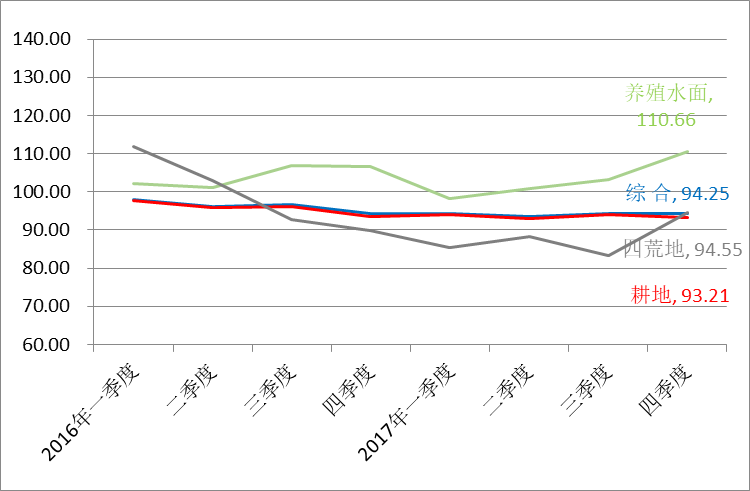 140.00
130.00
120.00
110.00
100.00
90.00
80.00
70.00
60.00
养殖水面,
110.66
综 合, 94.25
四荒地, 94.55
耕地, 93.21
2016年一季度
二季度
三季度
四季度
2017年一季度
二季度
三季度
四季度